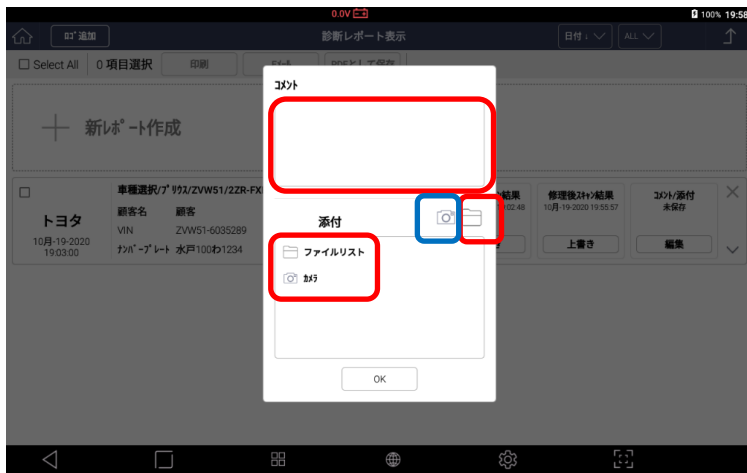 0.0V
100% 19:58
ﾛｺﾞ追加
診断レポート表示
日付↓
ALL
Select All
0 項目選択
印刷
PDFとして保存
コメント
新ﾚﾎﾟｰﾄ作成
トヨタ
10月-19-2020
19:03:00
車種選択/ﾌﾟﾘｳｽ/ZVW51/2ZR-FX
顧客名 顧客
VIN ZVW51-6035289
ﾅﾝﾊﾞｰﾌﾟﾚｰﾄ 水戸100わ1234
添付
ファイルリスト
ｶﾒﾗ
OK
結果
02:48
修理後ｽｷｬﾝ結果
10月-19-2020 19:55:57
上書き
ｺﾒﾝﾄ/添付
未保存
編集